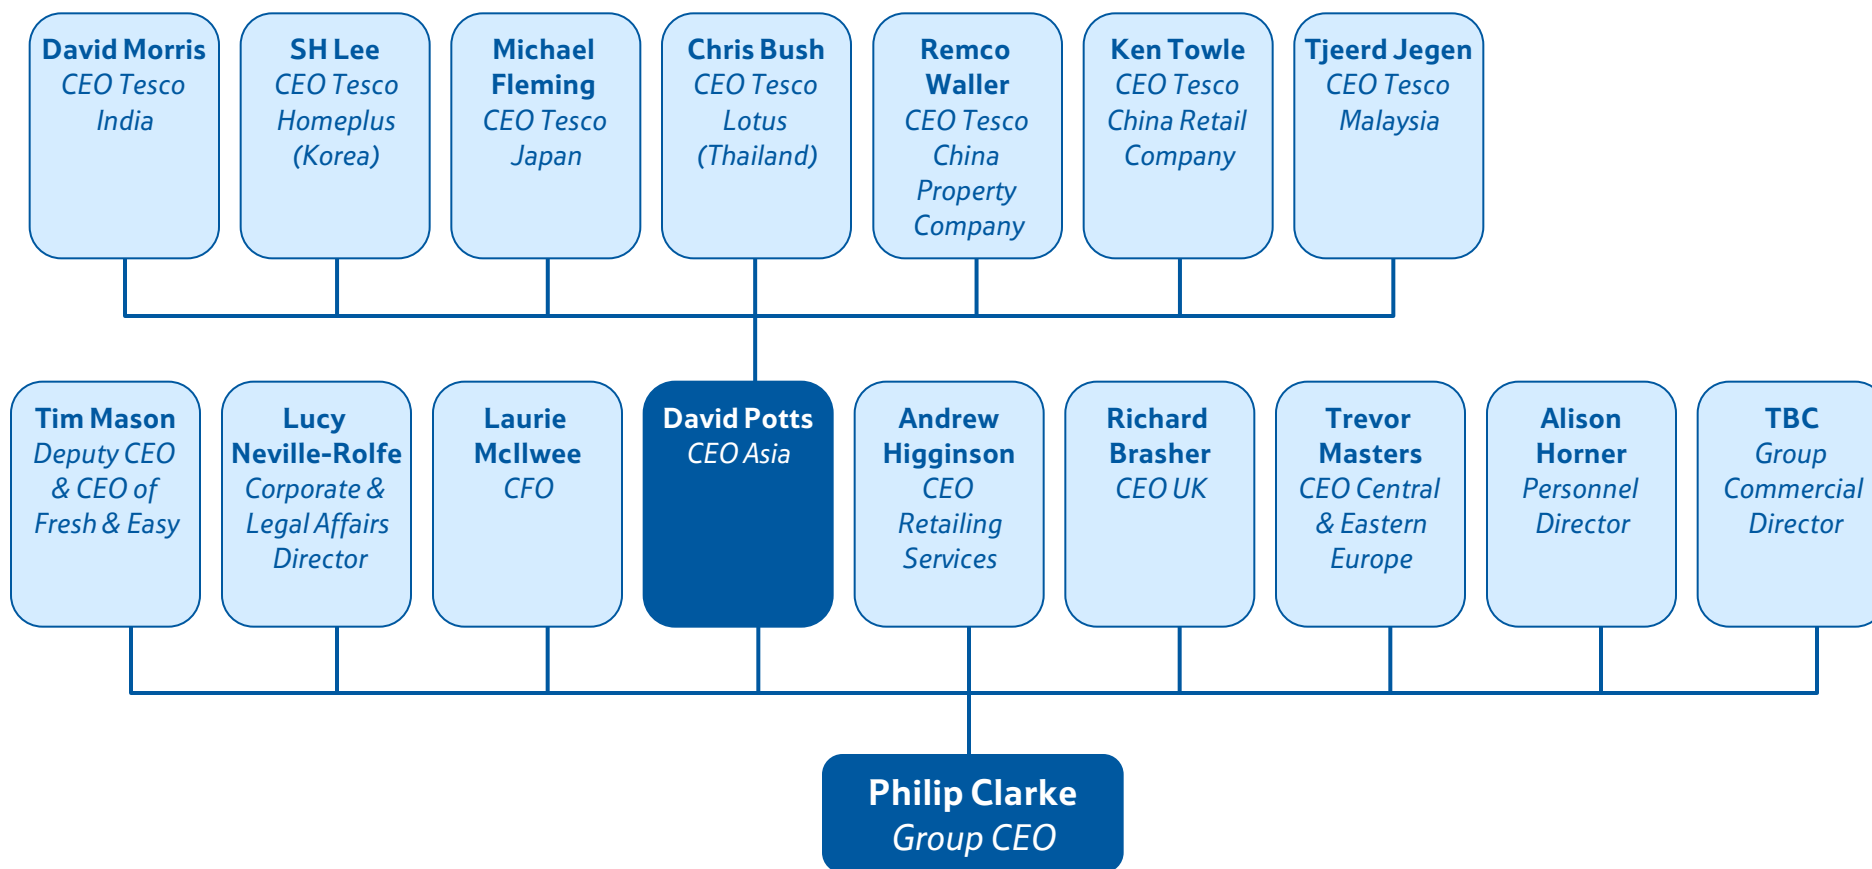 David Morris
CEO Tesco
India
SH Lee
CEO Tesco
Homeplus
(Korea)
Michael
Fleming
CEO Tesco
Japan
Chris Bush
CEO Tesco
Lotus
(Thailand)
Remco
Waller
CEO Tesco
China
Property
Company
Ken Towle
CEO Tesco
China Retail
Company
Tjeerd Jegen
CEO Tesco
Malaysia
Tim Mason
Deputy CEO
& CEO of
Fresh & Easy
Lucy
Neville-Rolfe
Corporate &
Legal Affairs
Director
Laurie
McIlwee
CFO
David Potts
CEO Asia
Andrew
Higginson
CEO
Retailing
Services
Richard
Brasher
CEO UK
Trevor
Masters
CEO Central
& Eastern
Europe
Alison
Horner
Personnel
Director
TBC
Group
Commercial
Director
Philip Clarke
Group CEO